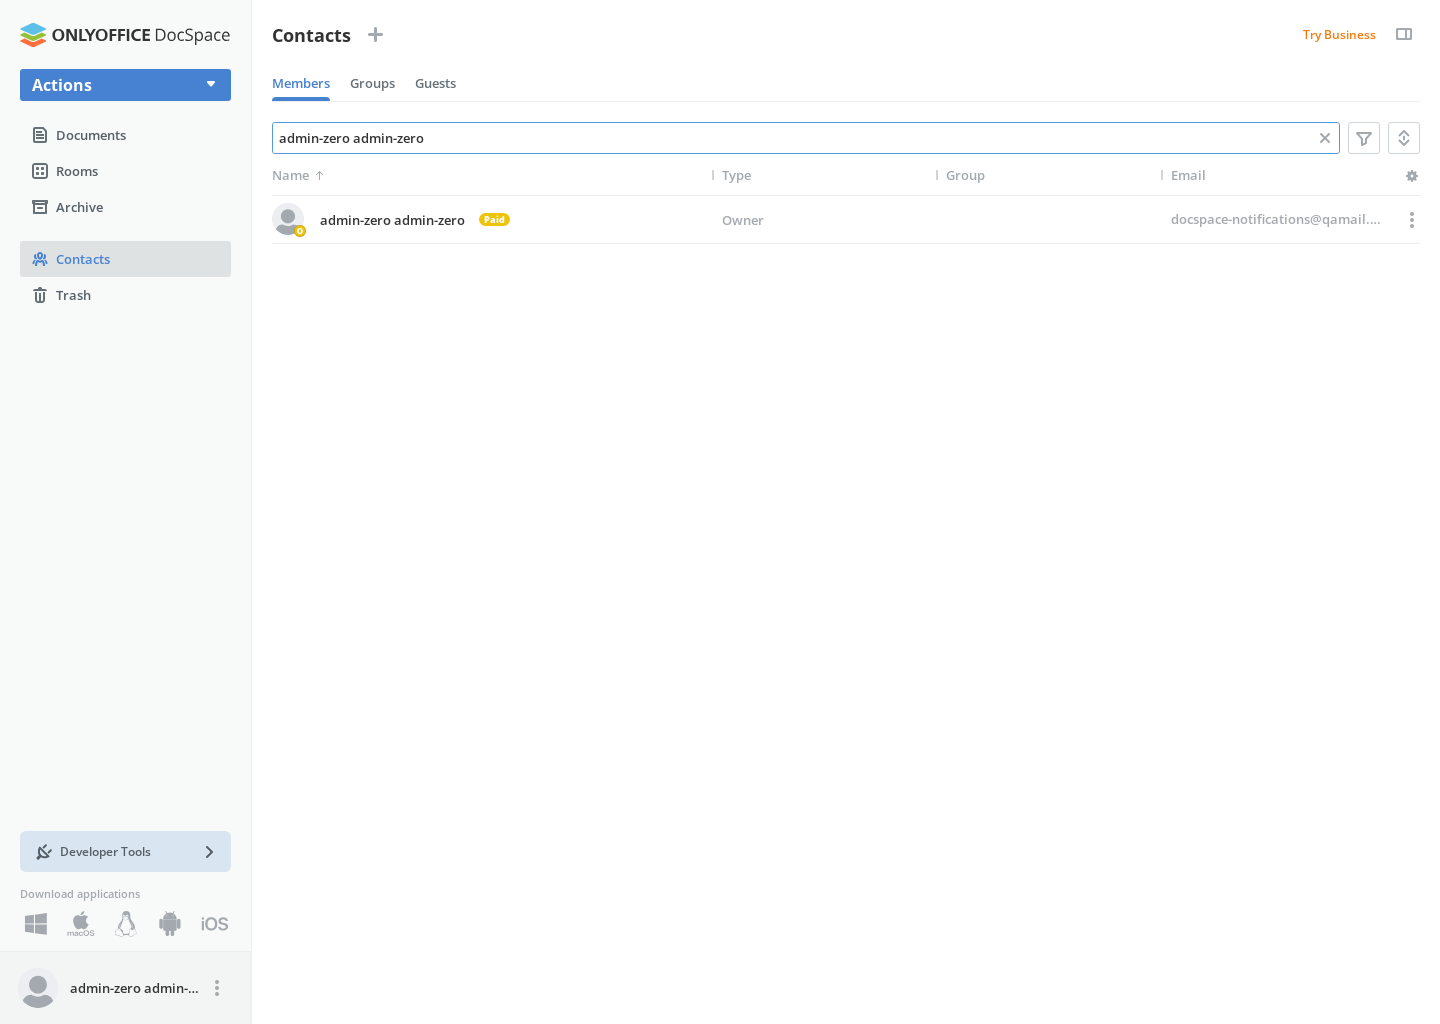 ONLYOFFICE DocSpace
Actions
Documents
Rooms
Archive
Contacts
Trash
Developer Tools
Download applications
macOS
iOS
admin-zero admin-...
Contacts
Try Business
Members Groups Guests
admin-zero admin-zero
Name Type Group Email
admin-zero admin-zero Paid Owner docspace-notifications@qamail....